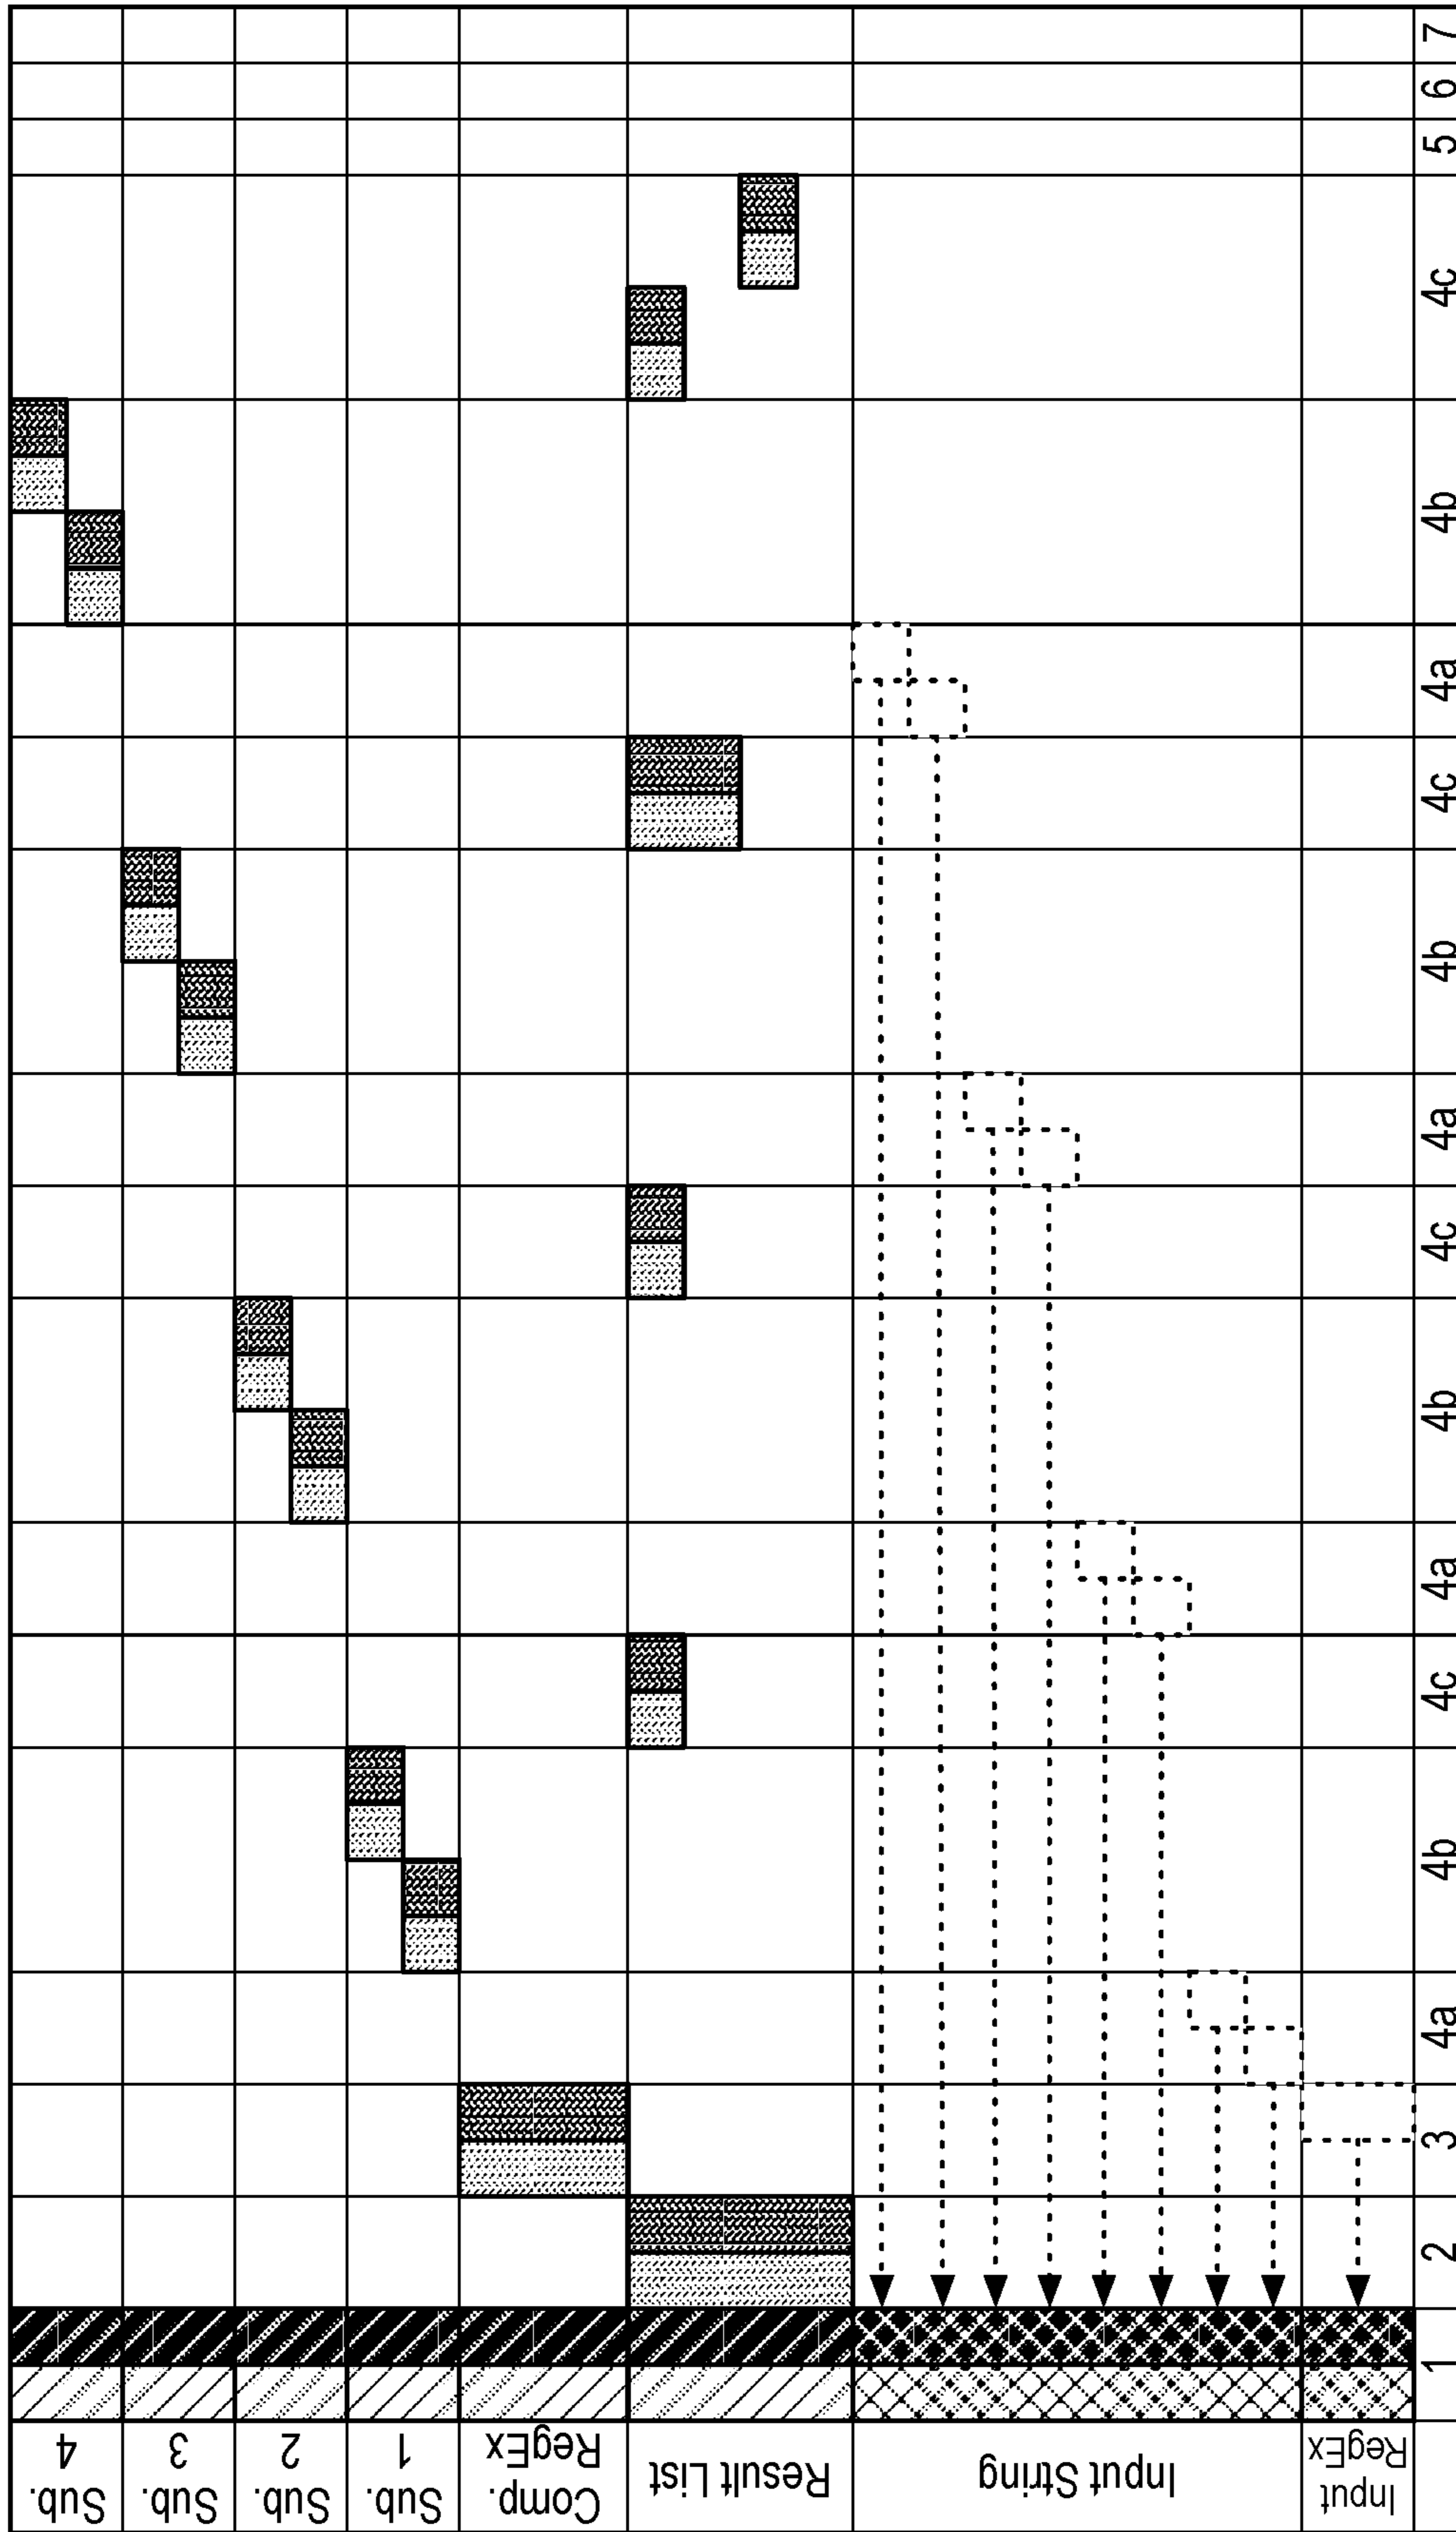 7
6
5
4c
4b
4a
4c
4b
4a
4c
4b
4a
4c
4b
4a
3
2
1
Input
RegEx
Input String
Result List
Comp.
RegEx
Sub.
1
Sub.
2
Sub.
3
Sub.
4